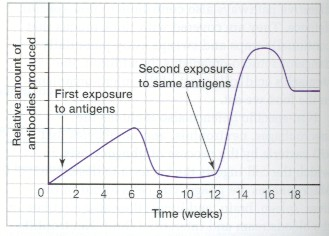 Relative amount of
antibodies produced
First exposure
to antigens
Second exposure
to same antigens
0 2 4 6 8 10 12 14 16 18
Time (weeks)